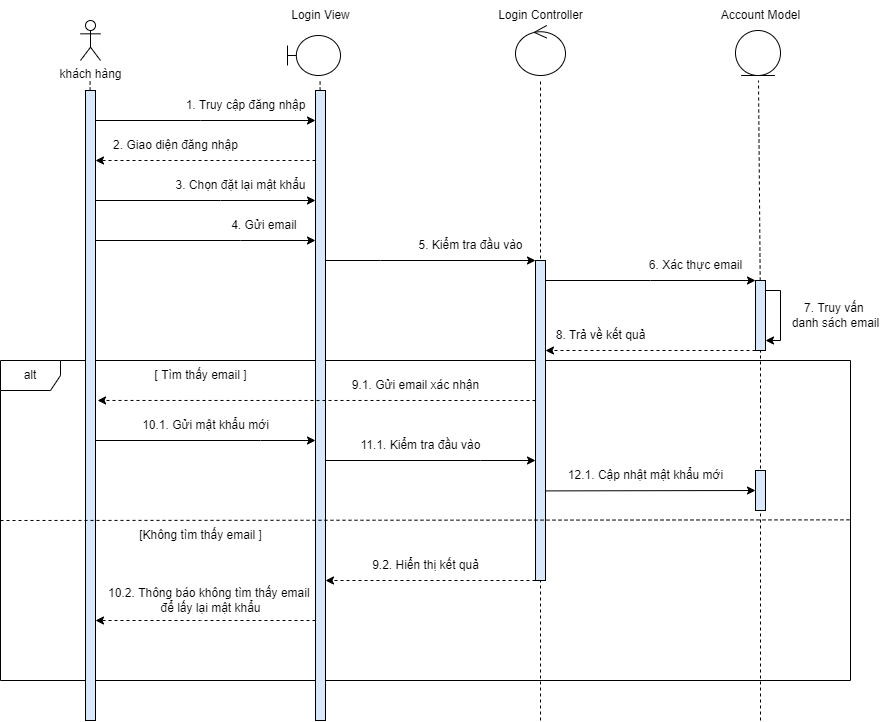 Login View
Login Controller
Account Model
khách hàng
1. Truy cập đăng nhập
2. Giao diện đăng nhập
3. Chọn đặt lại mật khẩu
4. Gửi email
5. Kiểm tra đầu vào
6. Xác thực email
7. Truy vấn
danh sách email
8. Trả về kết quả
alt
[ Tìm thấy email ]
9.1. Gửi email xác nhận
10.1. Gửi mật khẩu mới
11.1. Kiểm tra đầu vào
12.1. Cập nhật mật khẩu mới
[Không tìm thấy email ]
9.2. Hiển thị kết quả
10.2. Thông báo không tìm thấy email
để lấy lại mật khẩu